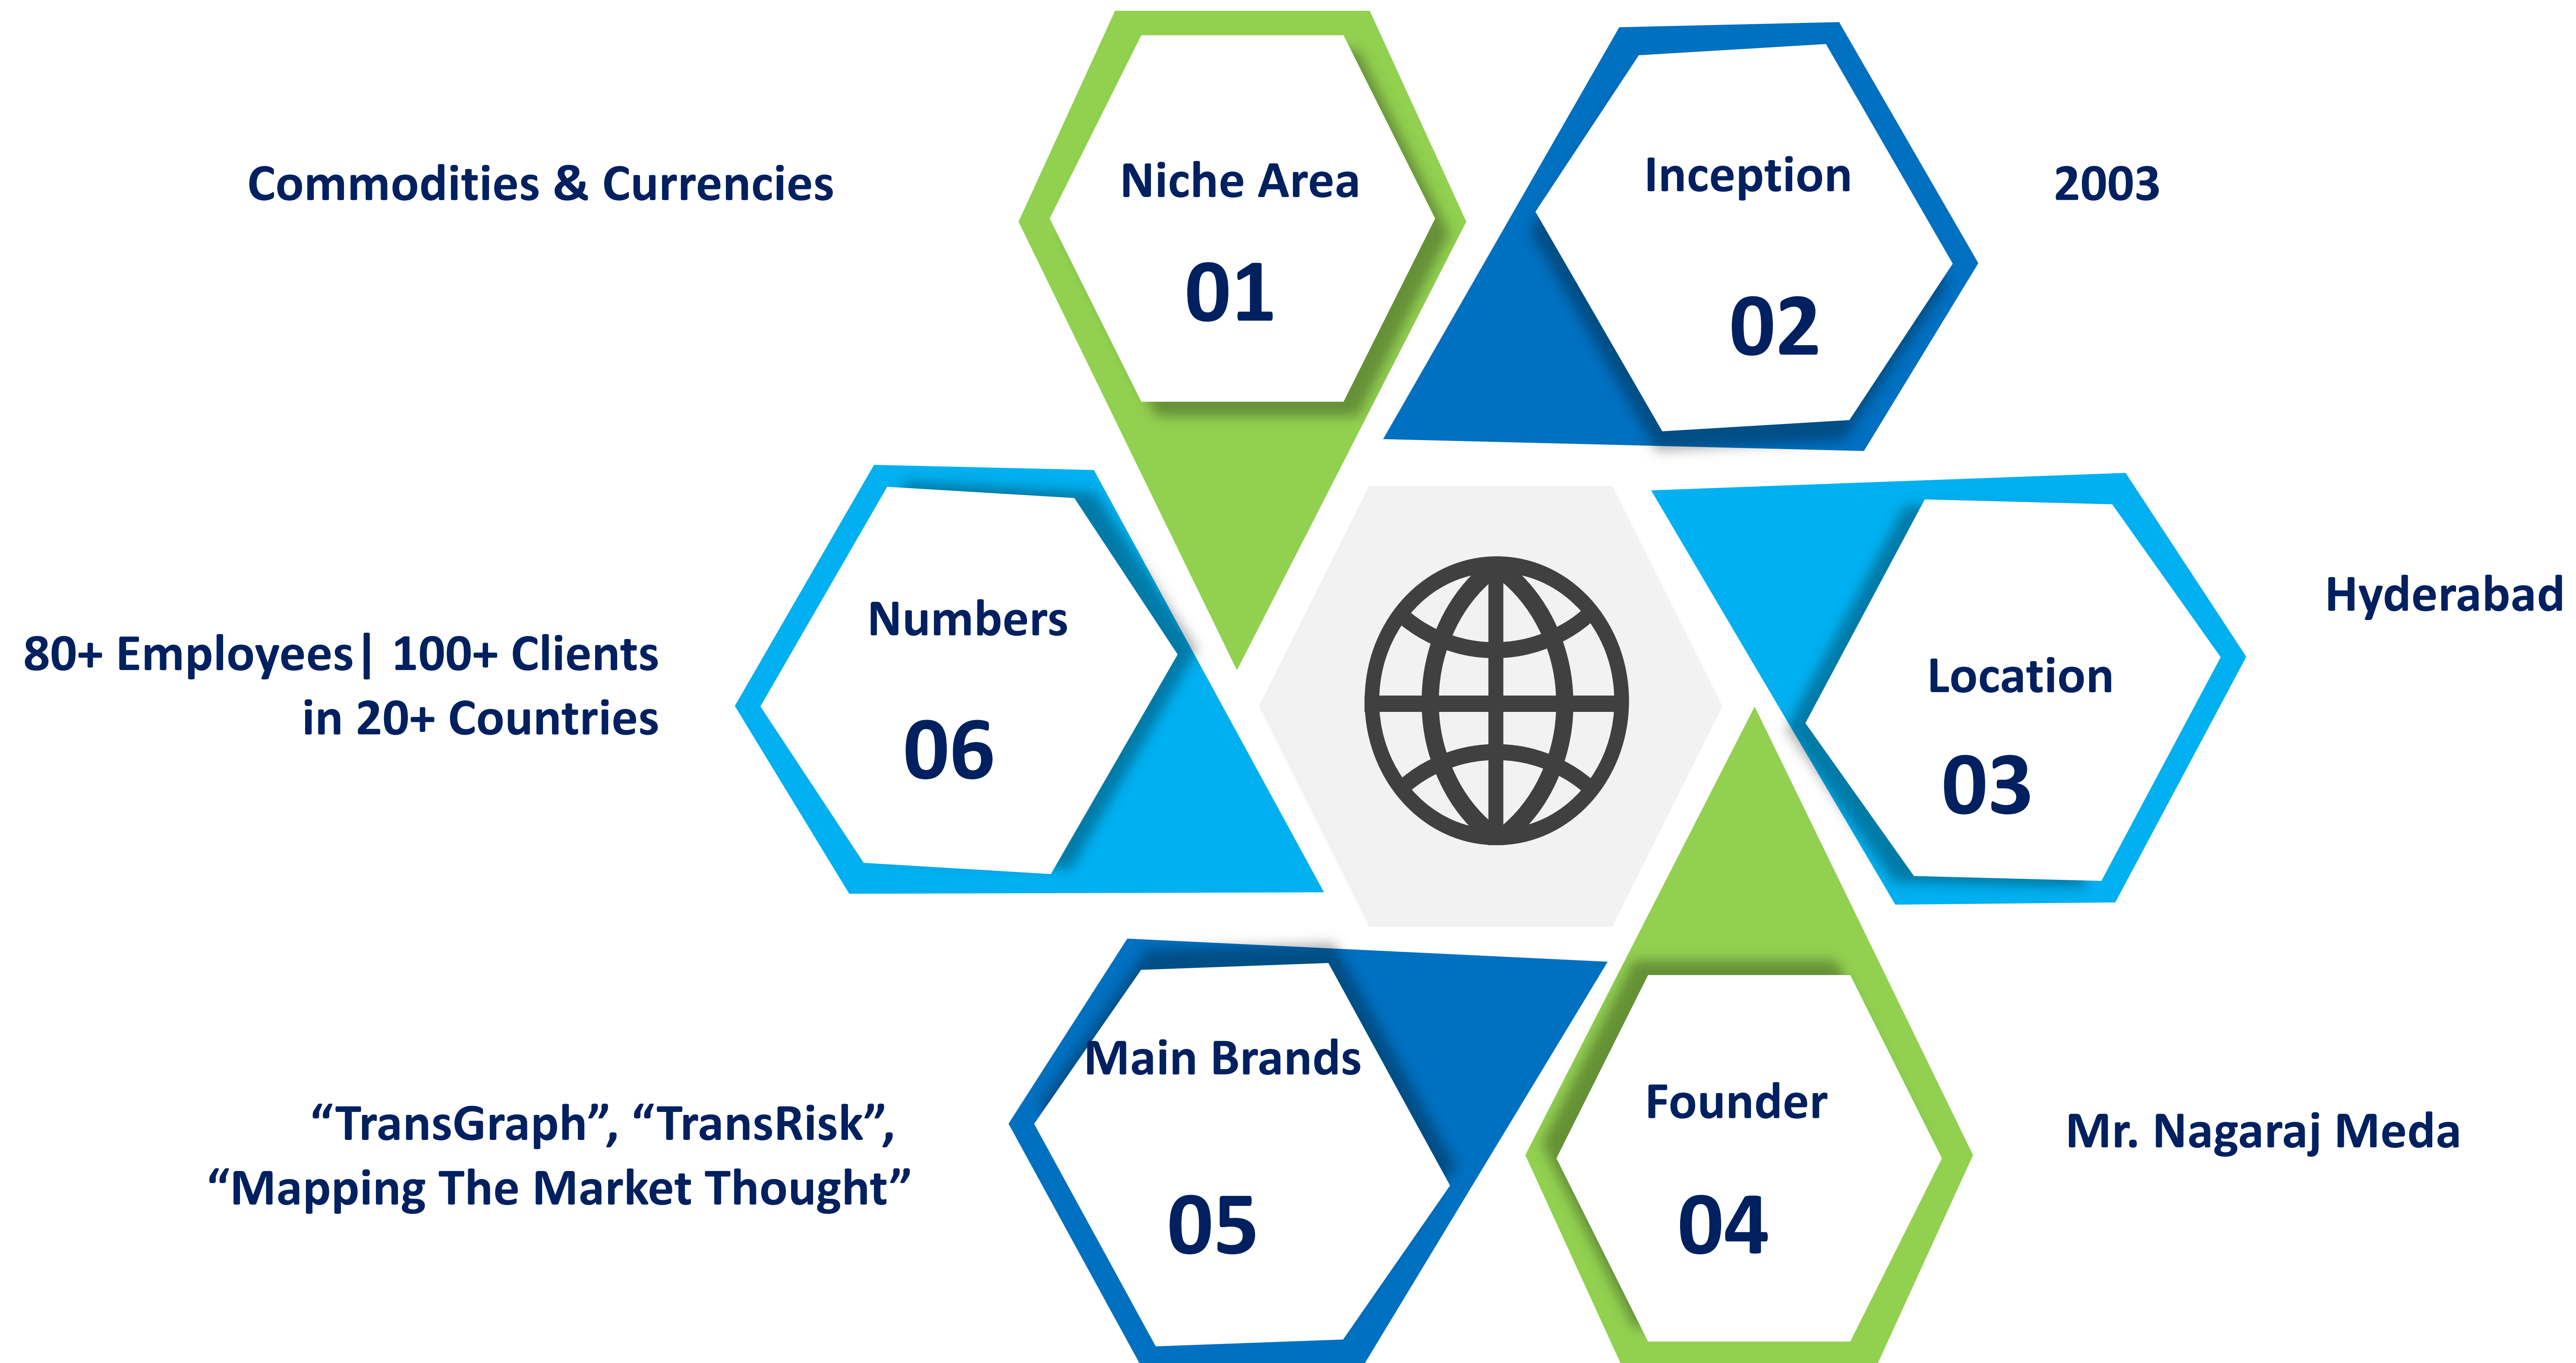 Commodities & Currencies
Niche Area
01
Inception
02
2003
Hyderabad
Location
03
Numbers
06
80+ Employees| 100+ Clients
in 20+ Countries
Main Brands
05
“TransGraph”, “TransRisk”,
“Mapping The Market Thought”
Founder
04
Mr. Nagaraj Meda